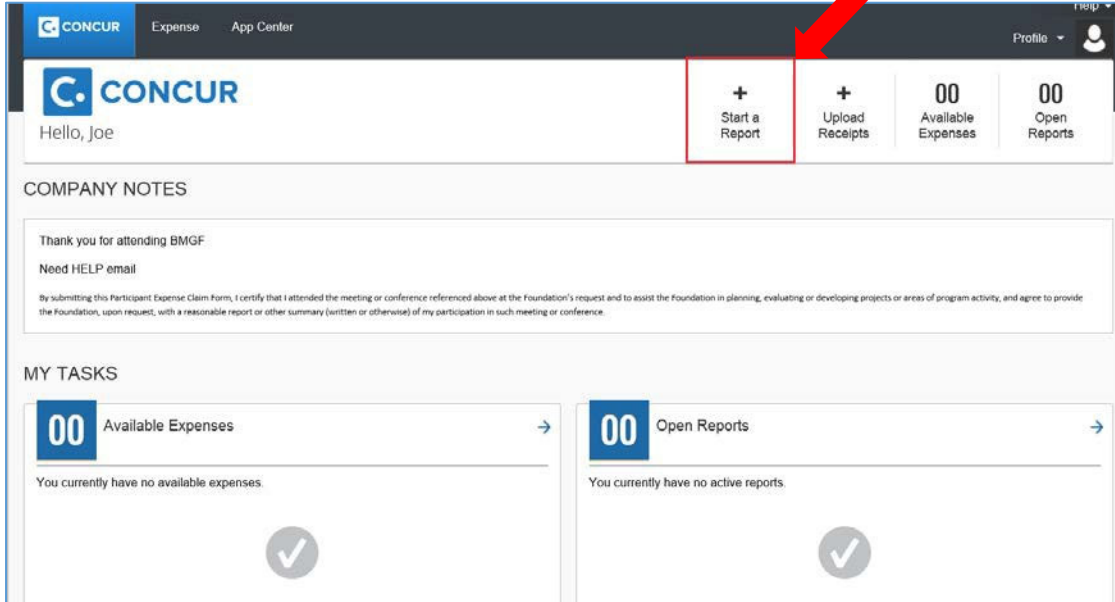 Help
C. CONCUR Expense App Center
Profile
C. CONCUR
Hello, Joe
+ Start a Report
+ Upload Receipts
00 Available Expenses
00 Open Reports
COMPANY NOTES
Thank you for attending BMGF
Need HELP email
By submitting this Participant Expense Claim Form, I certify that I attended the meeting or conference referenced above at the Foundation's request and to assist the Foundation in planning, evaluating or developing projects or areas of program activity, and agree to provide
the Foundation, upon request, with a reasonable report or other summary (written or otherwise) of my participation in such meeting or conference.
MY TASKS
00 Available Expenses
You currently have no available expenses.
00 Open Reports
You currently have no active reports.